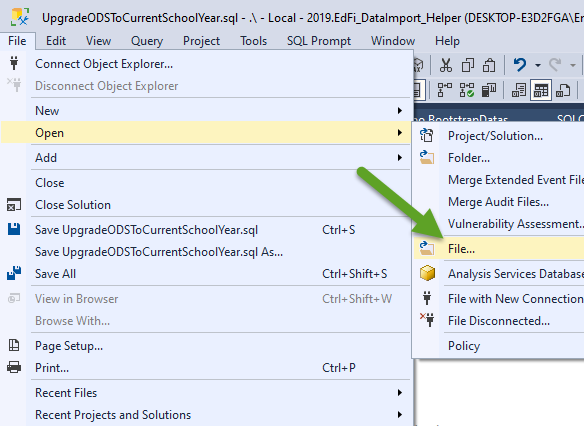 UpgradeODSToCurrentSchoolYear.sql - .\ - Local - 2019.EdFi_DataImport_Helper (DESKTOP-E3D2FGA\Er
File Edit View Query Project Tools SQL Prompt Window Help
Connect Object Explorer...
Disconnect Object Explorer
New
Open
Add
Close
Close Solution
Save UpgradeODSToCurrentSchoolYear.sql Ctrl+S
Save UpgradeODSToCurrentSchoolYear.sql As...
Save All Ctrl+Shift+S
View in Browser Ctrl+Shift+W
Browse With...
Page Setup...
Print... Ctrl+P
Recent Files
Recent Projects and Solutions
Project/Solution...
Folder...
Merge Extended Event File
Merge Audit Files...
Vulnerability Assessment..
File...
Analysis Services Database
File with New Connection
File Disconnected...
Policy